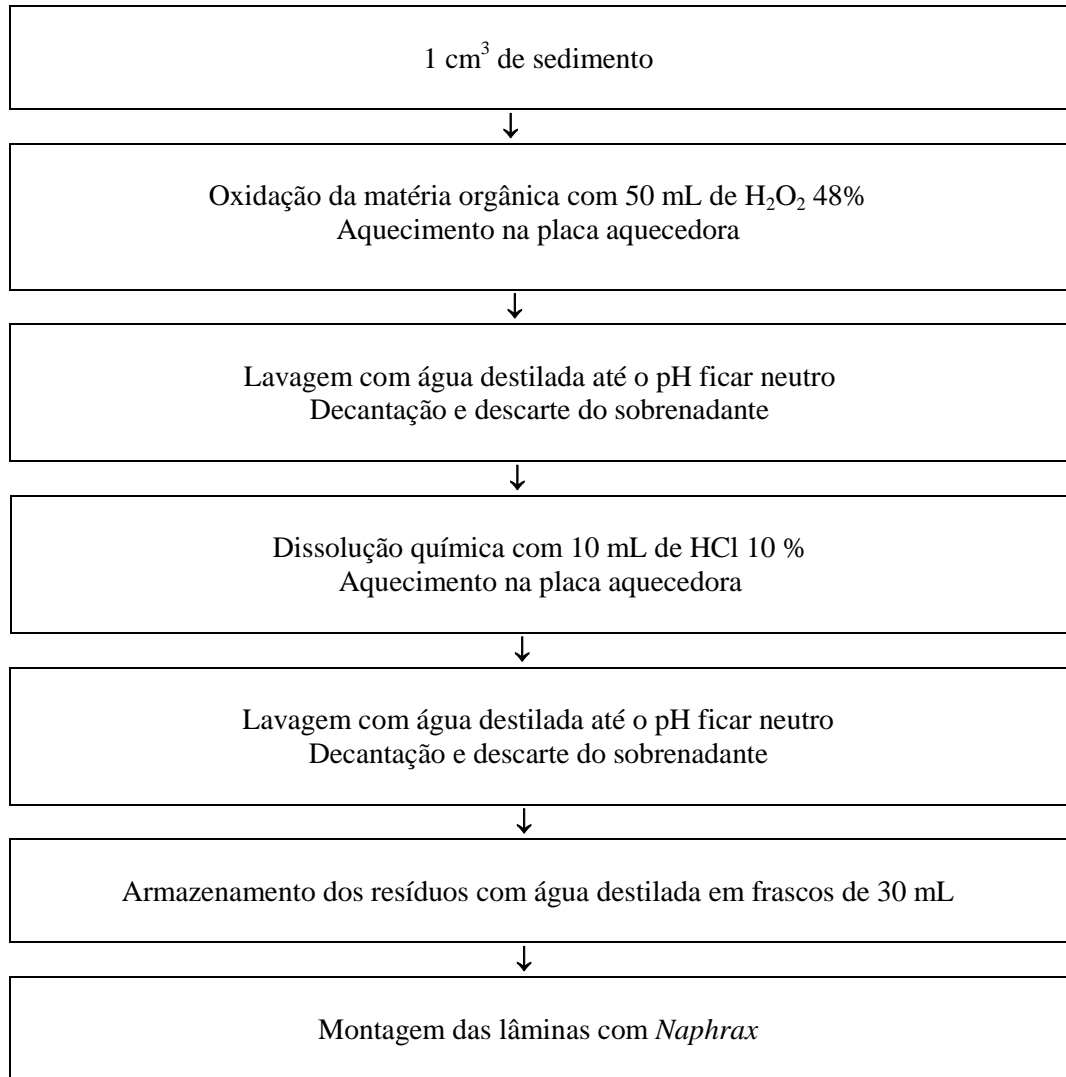 1 cm³ de sedimento
↓
Oxidação da matéria orgânica com 50 mL de H₂O₂ 48%
Aquecimento na placa aquecedora
↓
Lavagem com água destilada até o pH ficar neutro
Decantação e descarte do sobrenadante
↓
Dissolução química com 10 mL de HCl 10 %
Aquecimento na placa aquecedora
↓
Lavagem com água destilada até o pH ficar neutro
Decantação e descarte do sobrenadante
↓
Armazenamento dos resíduos com água destilada em frascos de 30 mL
↓
Montagem das lâminas com Naphrax